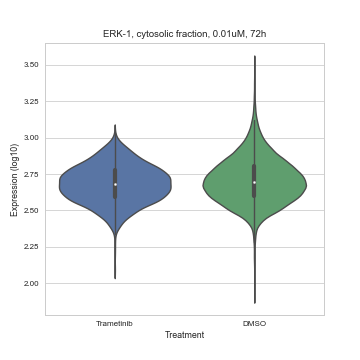 ERK-1, cytosolic fraction, 0.01uM, 72h
3.50
3.25
3.00
2.75
2.50
2.25
2.00
Expression (log10)
Trametinib DMSO
Treatment